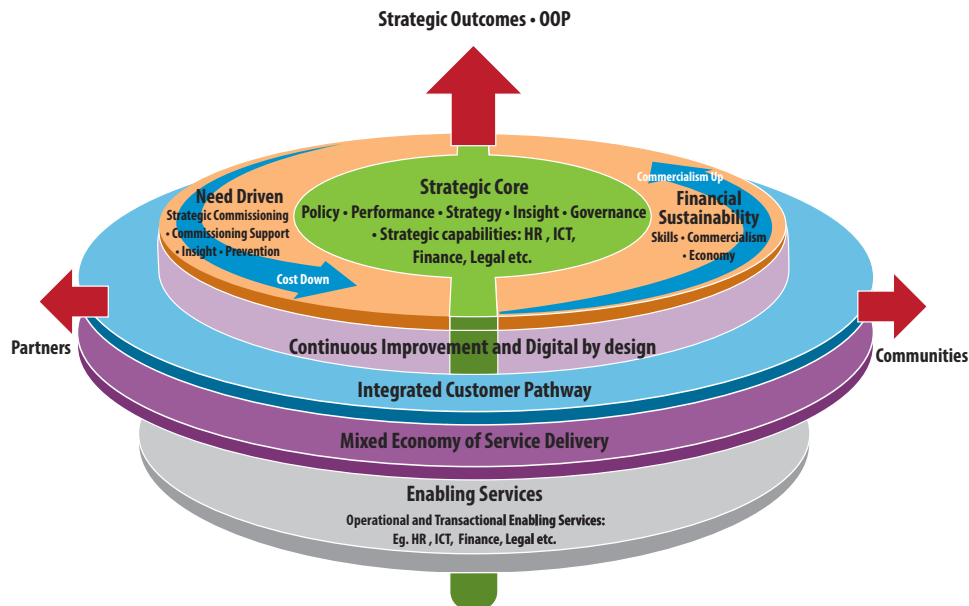 Strategic Outcomes • OOP
Commercialism Up
Need Driven
Strategic Commissioning
• Commissioning Support
• Insight • Prevention
Cost Down
Strategic Core
Policy • Performance • Strategy • Insight • Governance
• Strategic capabilities: HR , ICT,
Finance, Legal etc.
Financial
Sustainability
Skills • Commercialism
• Economy
Partners
Communities
Continuous Improvement and Digital by design
Integrated Customer Pathway
Mixed Economy of Service Delivery
Enabling Services
Operational and Transactional Enabling Services:
Eg. HR , ICT, Finance, Legal etc.